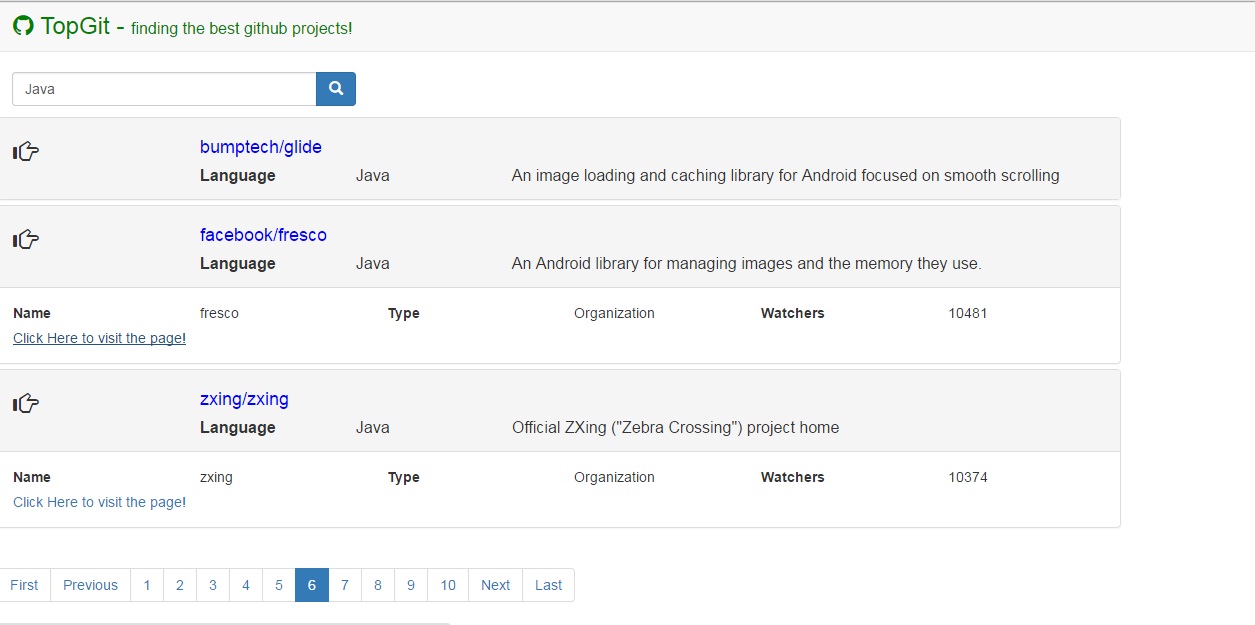 TopGit - finding the best github projects!
Java
bumptech/glide
Language Java An image loading and caching library for Android focused on smooth scrolling
facebook/fresco
Language Java An Android library for managing images and the memory they use.
Name fresco Type Organization Watchers 10481
Click Here to visit the page!
zxing/zxing
Language Java Official ZXing ("Zebra Crossing") project home
Name zxing Type Organization Watchers 10374
Click Here to visit the page!
First Previous 1 2 3 4 5 6 7 8 9 10 Next Last